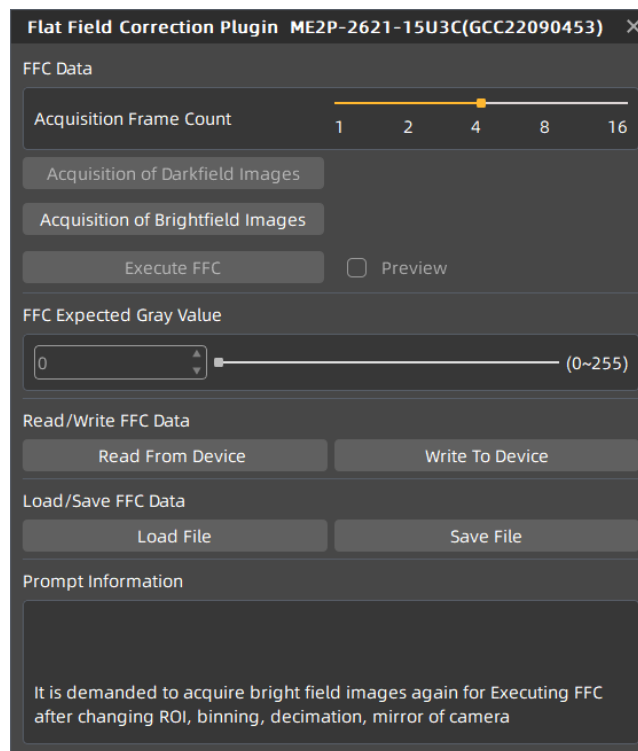 Flat Field Correction Plugin ME2P-2621-15U3C(GCC22090453)
FFC Data
Acquisition Frame Count
1 2 4 8 16
Acquisition of Darkfield Images
Acquisition of Brightfield Images
Execute FFC Preview
FFC Expected Gray Value
0 (0~255)
Read/Write FFC Data
Read From Device Write To Device
Load/Save FFC Data
Load File Save File
Prompt Information
It is demanded to acquire bright field images again for Executing FFC
after changing ROI, binning, decimation, mirror of camera